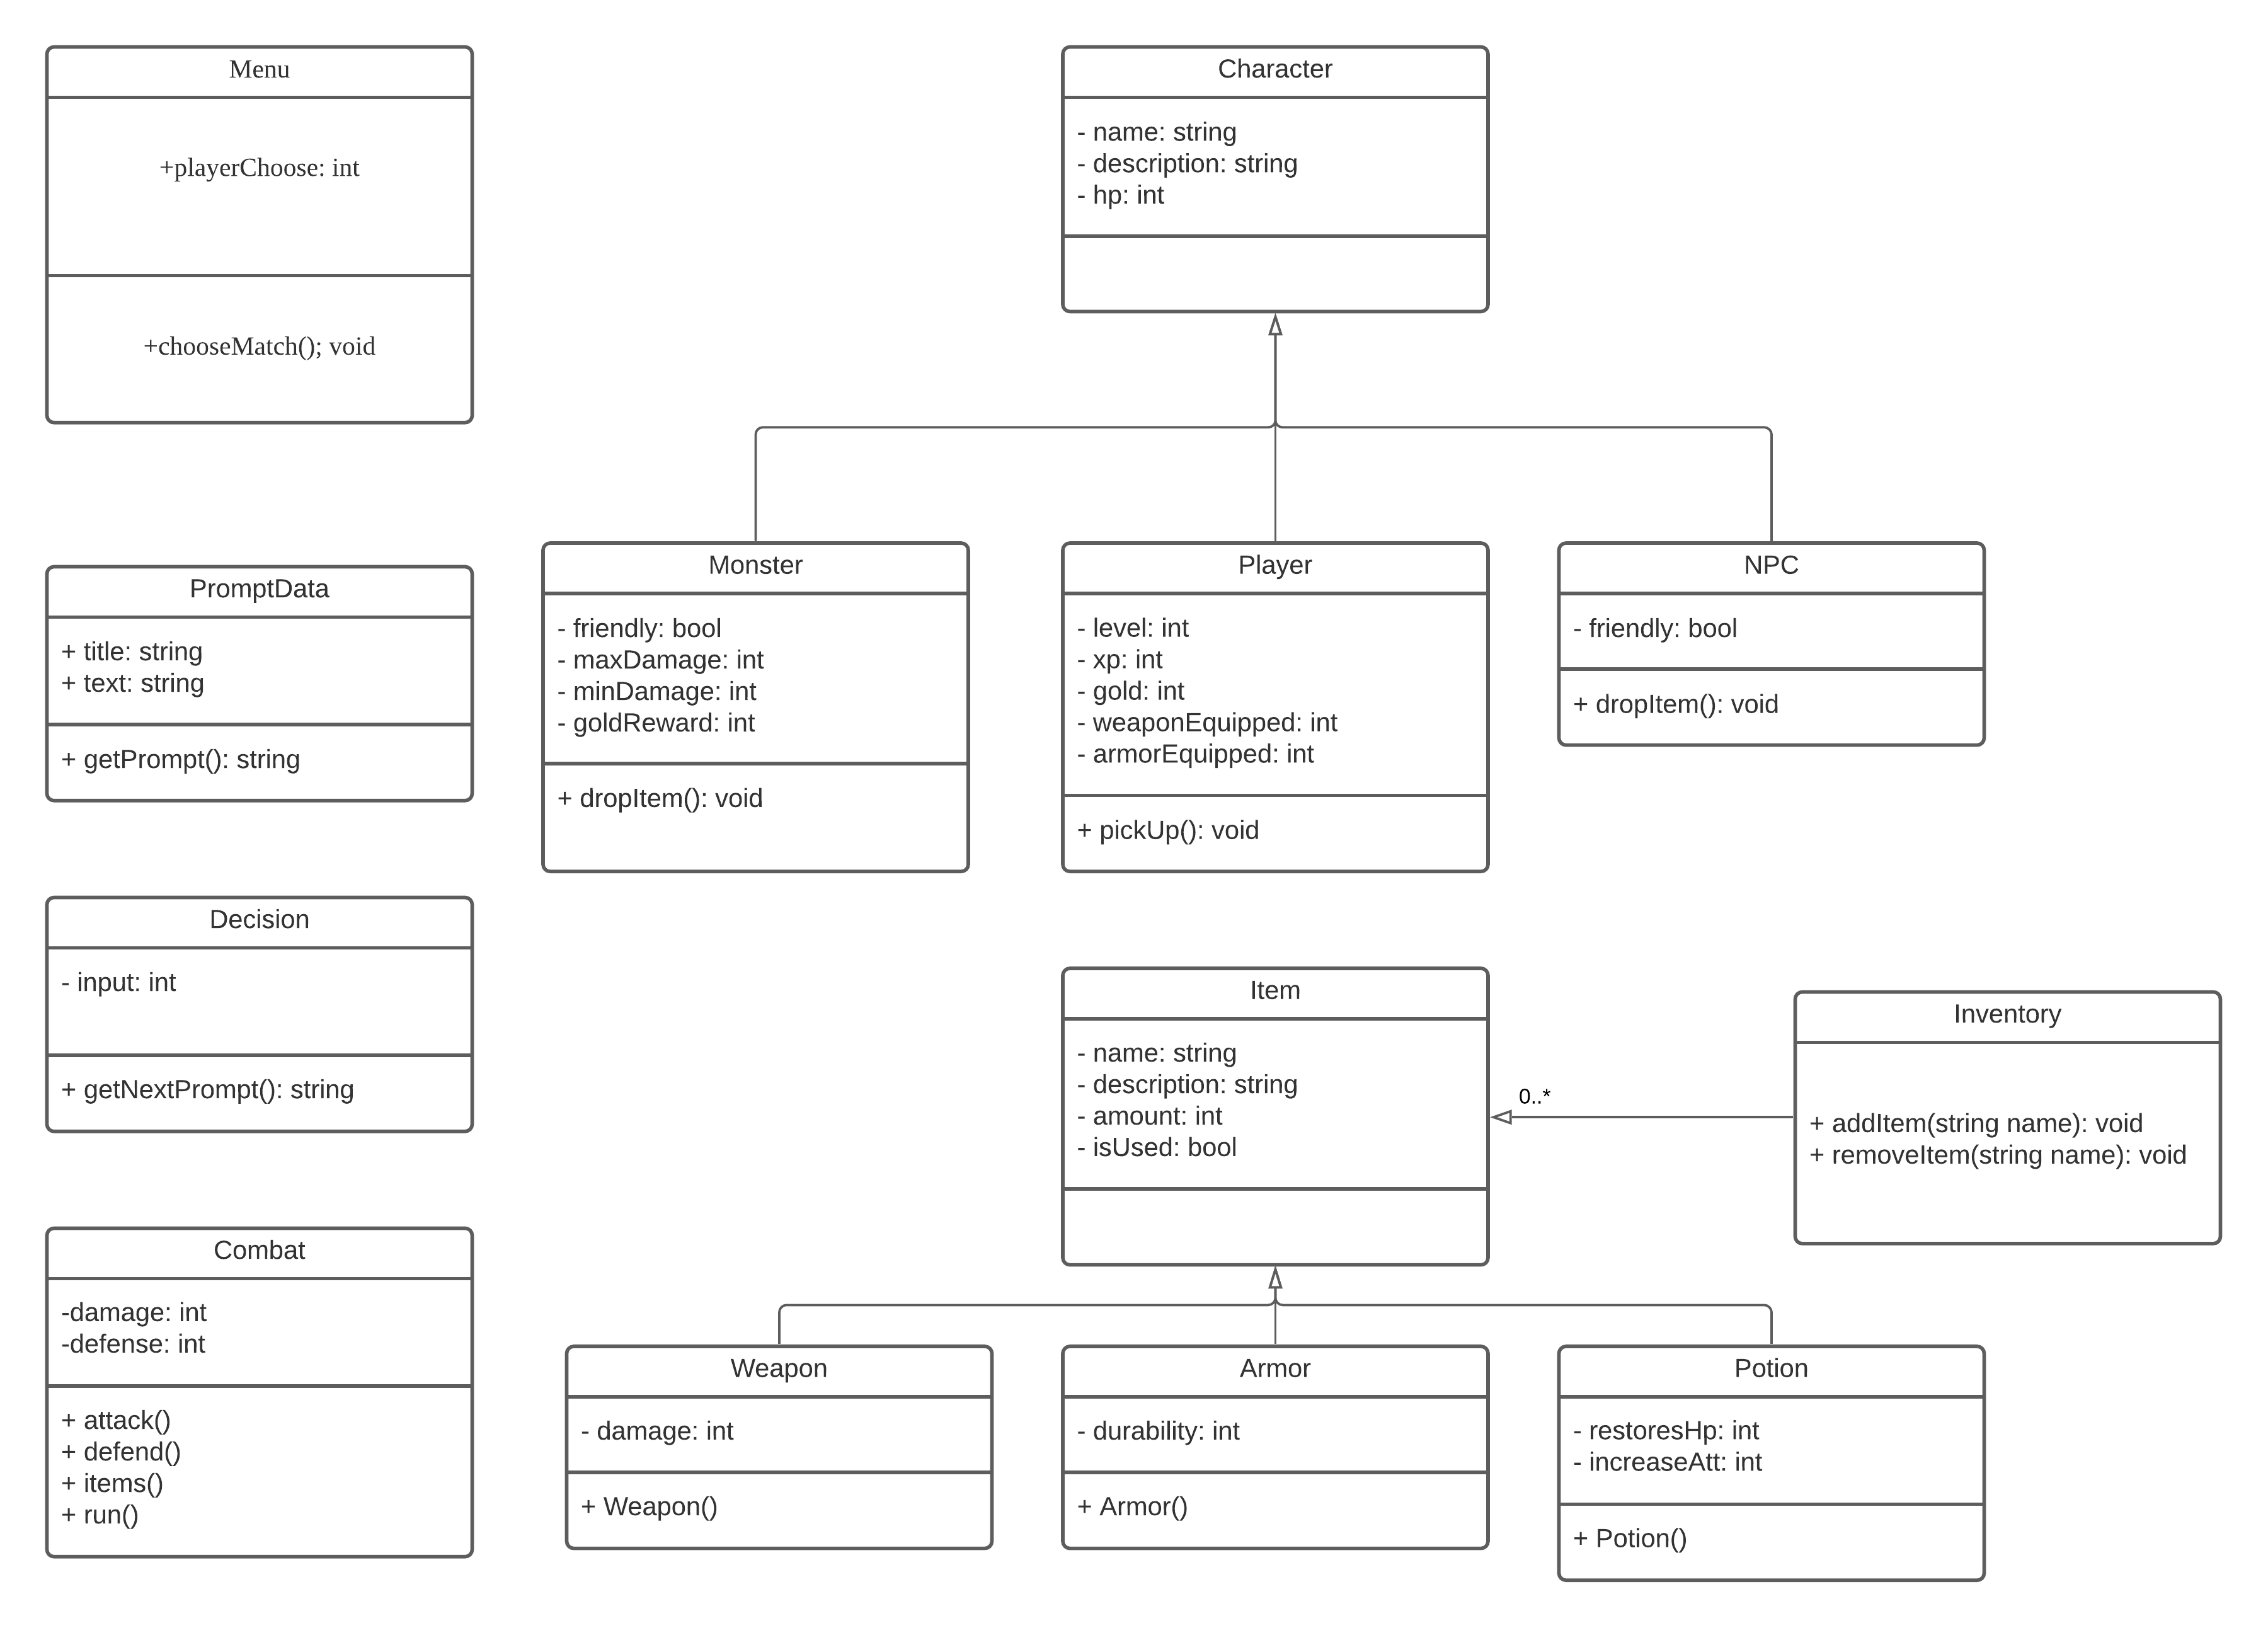 Menu
+playerChoose: int
+chooseMatch(); void
Character
- name: string
- description: string
- hp: int
Monster
- friendly: bool
- maxDamage: int
- minDamage: int
- goldReward: int
+ dropItem(): void
Player
- level: int
- xp: int
- gold: int
- weaponEquipped: int
- armorEquipped: int
+ pickUp(): void
NPC
- friendly: bool
+ dropItem(): void
PromptData
+ title: string
+ text: string
+ getPrompt(): string
Decision
- input: int
+ getNextPrompt(): string
Item
- name: string
- description: string
- amount: int
- isUsed: bool
0..*
Inventory
+ addItem(string name): void
+ removeItem(string name): void
Combat
-damage: int
-defense: int
+ attack()
+ defend()
+ items()
+ run()
Weapon
- damage: int
+ Weapon()
Armor
- durability: int
+ Armor()
Potion
- restoresHp: int
- increaseAtt: int
+ Potion()